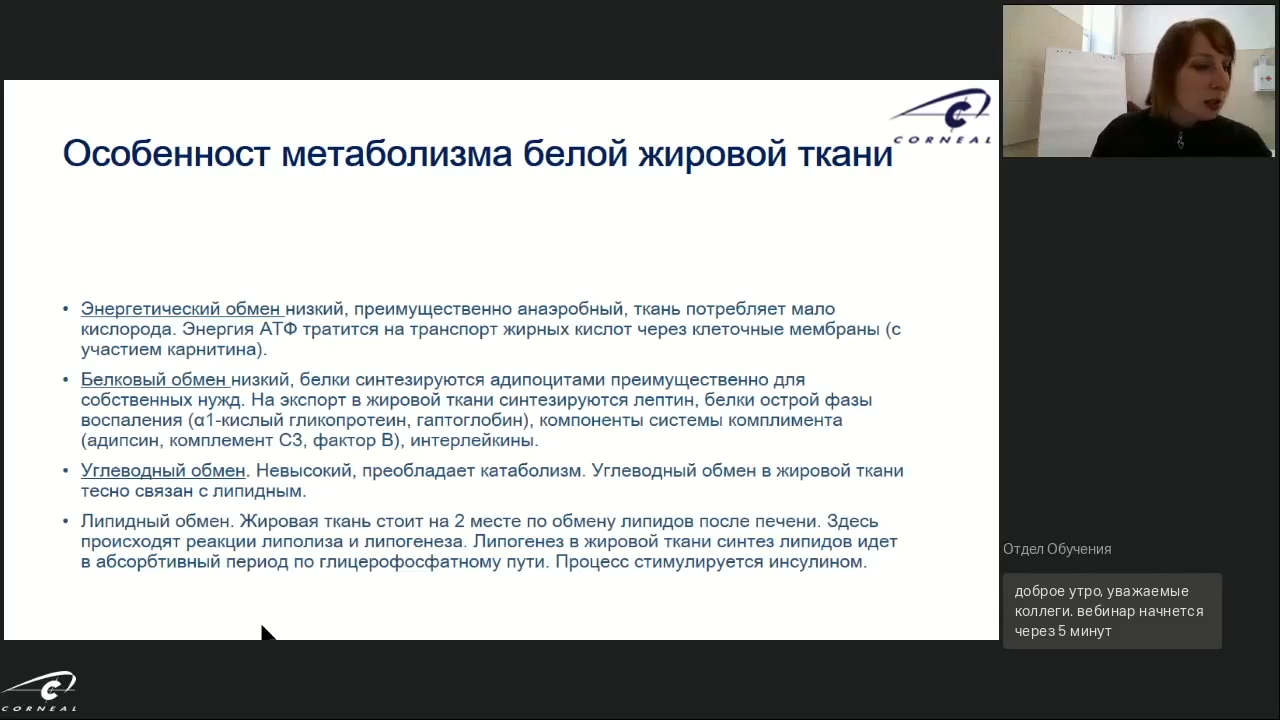 CORNEAL
Особенност метаболизма белой жировой ткани
• Энергетический обмен низкий, преимущественно анаэробный, ткань потребляет мало
кислорода. Энергия АТФ тратится на транспорт жирных кислот через клеточные мембраны (с
участием карнитина).
• Белковый обмен низкий, белки синтезируются адипоцитами преимущественно для
собственных нужд. На экспорт в жировой ткани синтезируются лептин, белки острой фазы
воспаления (α1-кислый гликопротеин, гаптоглобин), компоненты системы комплимента
(адипсин, комплемент С3, фактор В), интерлейкины.
• Углеводный обмен. Невысокий, преобладает катаболизм. Углеводный обмен в жировой ткани
тесно связан с липидным.
• Липидный обмен. Жировая ткань стоит на 2 месте по обмену липидов после печени. Здесь
происходят реакции липолиза и липогенеза. Липогенез в жировой ткани синтез липидов идет
в абсорбтивный период по глицерофосфатному пути. Процесс стимулируется инсулином.
Отдел Обучения
доброе утро, уважаемые
коллеги. вебинар начнется
через 5 минут
CORNEAL